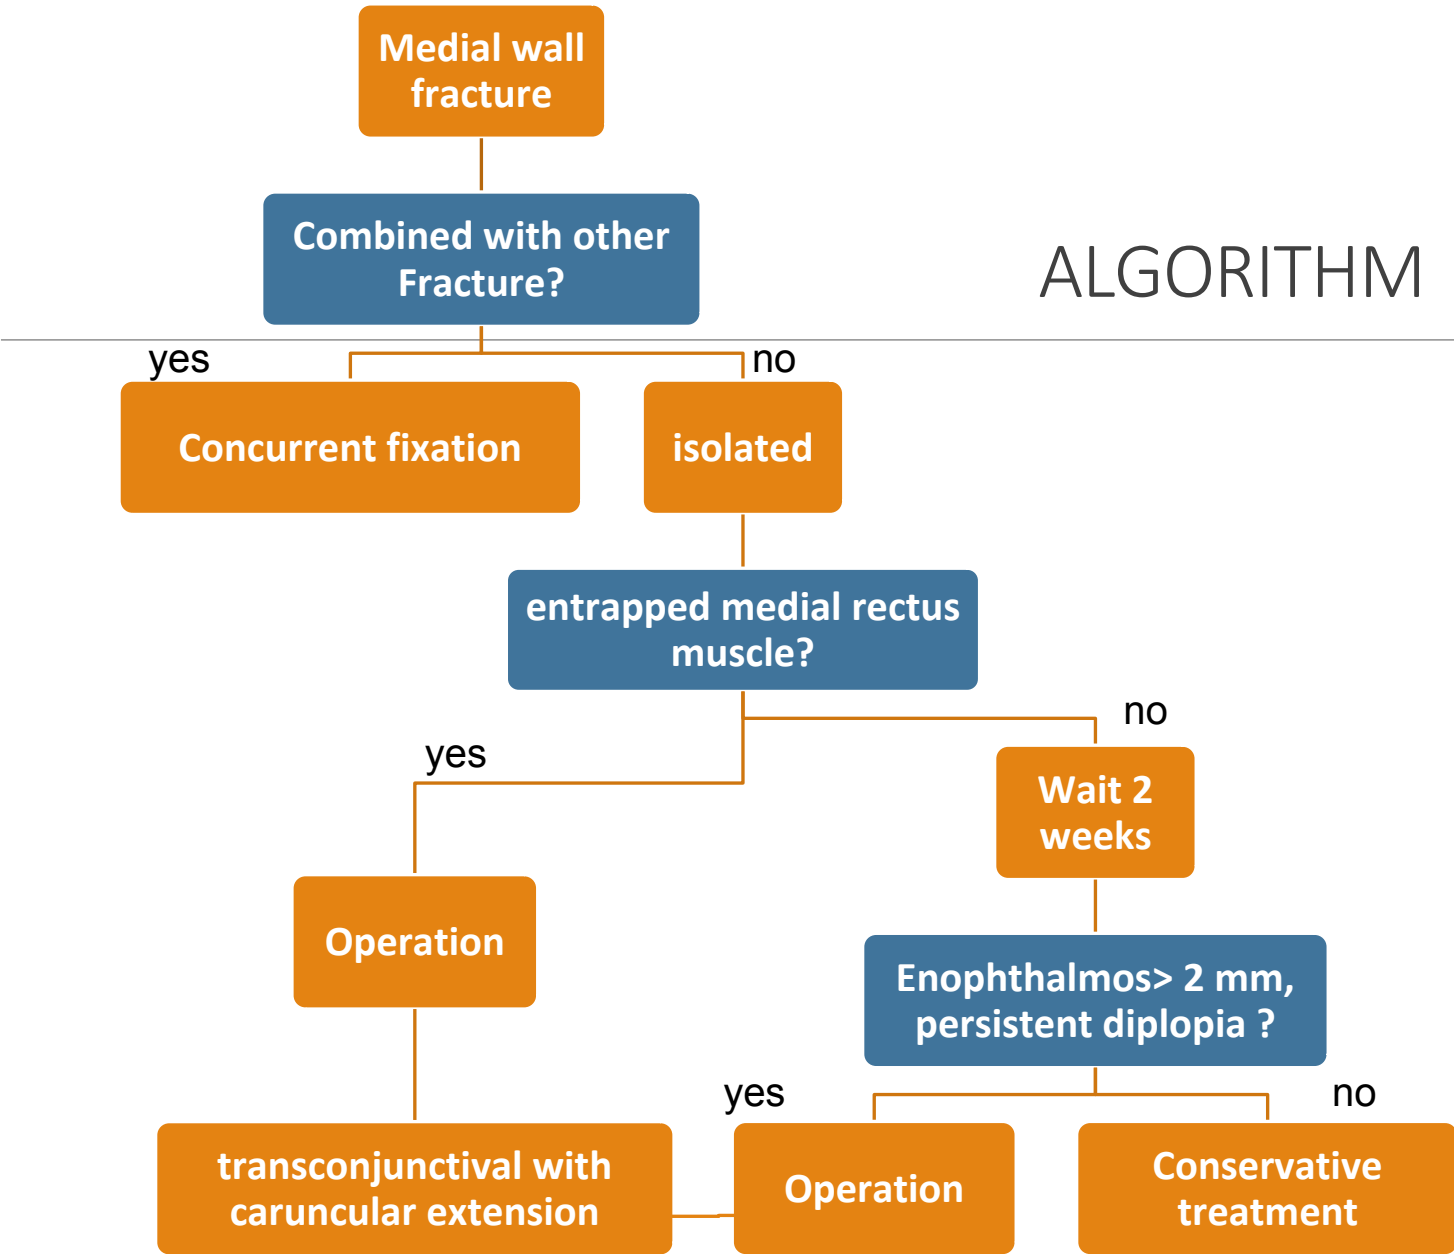 Medial wall
fracture
Combined with other
Fracture?
ALGORITHM
yes
no
Concurrent fixation
isolated
entrapped medial rectus
muscle?
no
yes
Wait 2
weeks
Operation
Enophthalmos> 2 mm,
persistent diplopia ?
yes
no
transconjunctival with
caruncular extension
Operation
Conservative
treatment